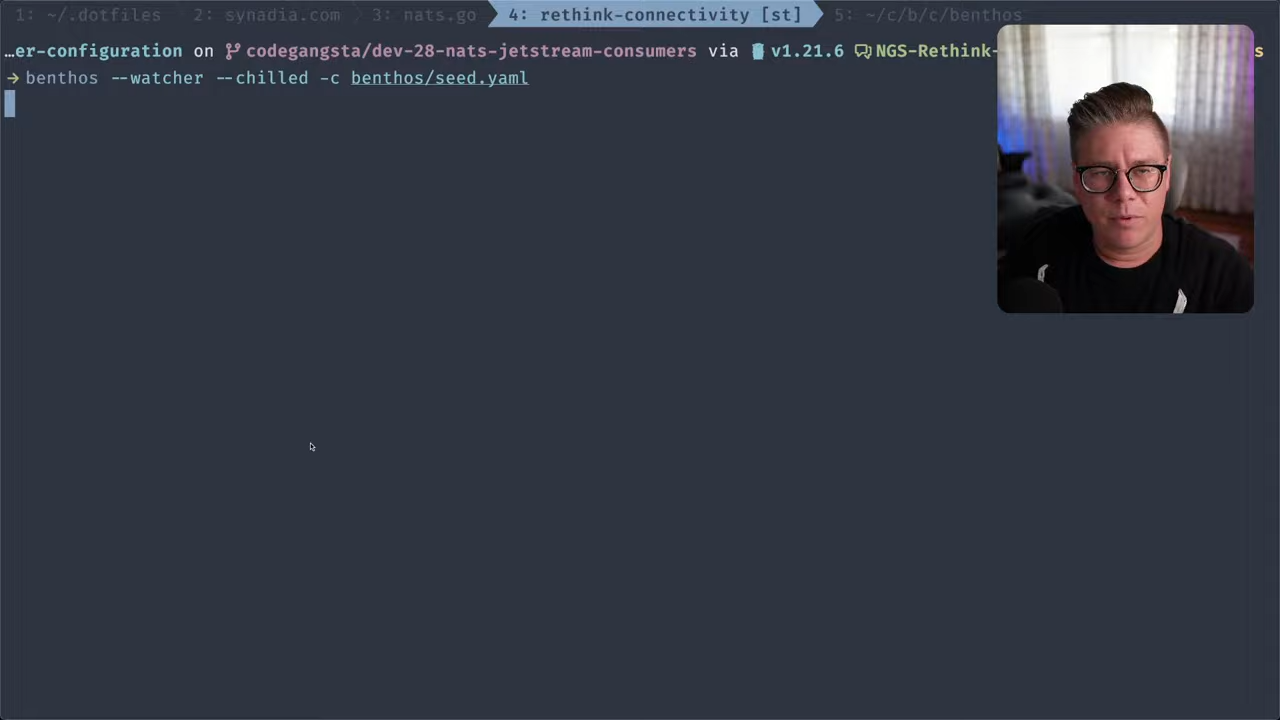 1: ~/.dotfiles 2: synadia.com 3: nats.go 4: rethink-connectivity [st] 5: ~/c/b/c/benthos
…er-configuration on codegangsta/dev-28-nats-jetstream-consumers via v1.21.6 NGS-Rethink- s
→ benthos --watcher --chilled -c benthos/seed.yaml